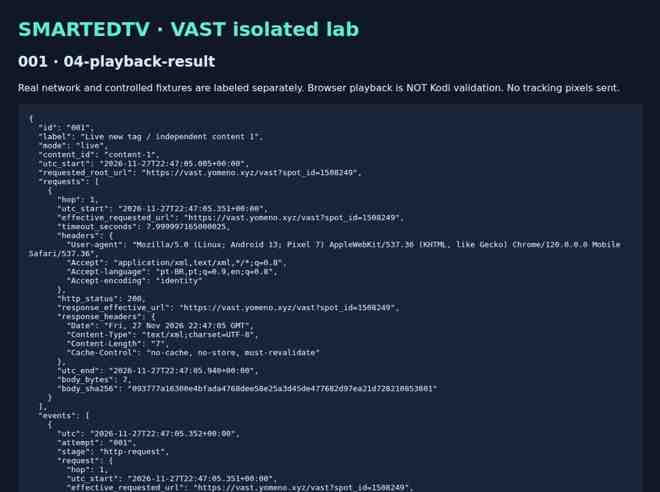 SMARTEDTV · VAST isolated lab
001 · 04-playback-result
Real network and controlled fixtures are labeled separately. Browser playback is NOT Kodi validation. No tracking pixels sent.
{
  "id": "001",
  "label": "Live new tag / independent content 1",
  "mode": "live",
  "content_id": "content-1",
  "utc_start": "2026-11-27T22:47:05.005+00:00",
  "requested_root_url": "https://vast.yomeno.xyz/vast?spot_id=1508249",
  "requests": [
    {
      "hop": 1,
      "utc_start": "2026-11-27T22:47:05.351+00:00",
      "effective_requested_url": "https://vast.yomeno.xyz/vast?spot_id=1508249",
      "timeout_seconds": 7.999997165000025,
      "headers": {
        "User-agent": "Mozilla/5.0 (Linux; Android 13; Pixel 7) AppleWebKit/537.36 (KHTML, like Gecko) Chrome/120.0.0.0 Mobile
Safari/537.36",
        "Accept": "application/xml,text/xml,*/*;q=0.8",
        "Accept-language": "pt-BR,pt;q=0.9,en;q=0.8",
        "Accept-encoding": "identity"
      },
      "http_status": 200,
      "response_effective_url": "https://vast.yomeno.xyz/vast?spot_id=1508249",
      "response_headers": {
        "Date": "Fri, 27 Nov 2026 22:47:05 GMT",
        "Content-Type": "text/xml;charset=UTF-8",
        "Content-Length": "7",
        "Cache-Control": "no-cache, no-store, must-revalidate"
      },
      "utc_end": "2026-11-27T22:47:05.940+00:00",
      "body_bytes": 7,
      "body_sha256": "093777a16300e4bfada4768dee58e25a3d45de477682d97ea21d728210853801"
    }
  ],
  "events": [
    {
      "utc": "2026-11-27T22:47:05.352+00:00",
      "attempt": "001",
      "stage": "http-request",
      "request": {
        "hop": 1,
        "utc_start": "2026-11-27T22:47:05.351+00:00",
        "effective_requested_url": "https://vast.yomeno.xyz/vast?spot_id=1508249",